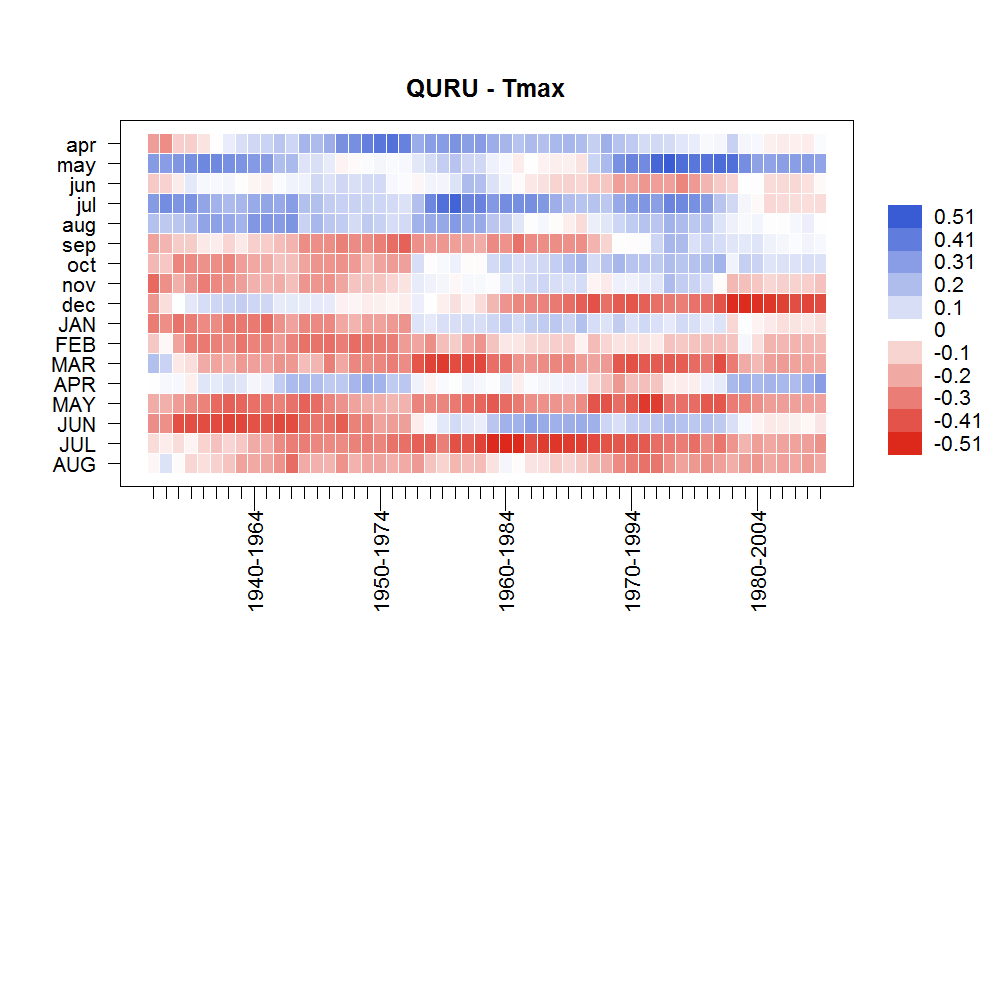 QURU - Tmax
apr
may
jun
jul
aug
sep
oct
nov
dec
JAN
FEB
MAR
APR
MAY
JUN
JUL
AUG
1940-1964
1950-1974
1960-1984
1970-1994
1980-2004
0.51
0.41
0.31
0.2
0.1
0
-0.1
-0.2
-0.3
-0.41
-0.51